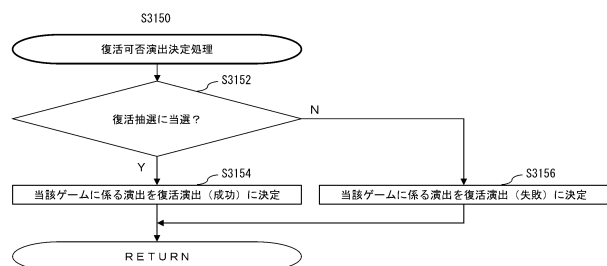 S3150
復活可否演出決定処理
S3152
復活抽選に当選？
N
Y
S3154
S3156
当該ゲームに係る演出を復活演出（成功）に決定
当該ゲームに係る演出を復活演出（失敗）に決定
RETURN